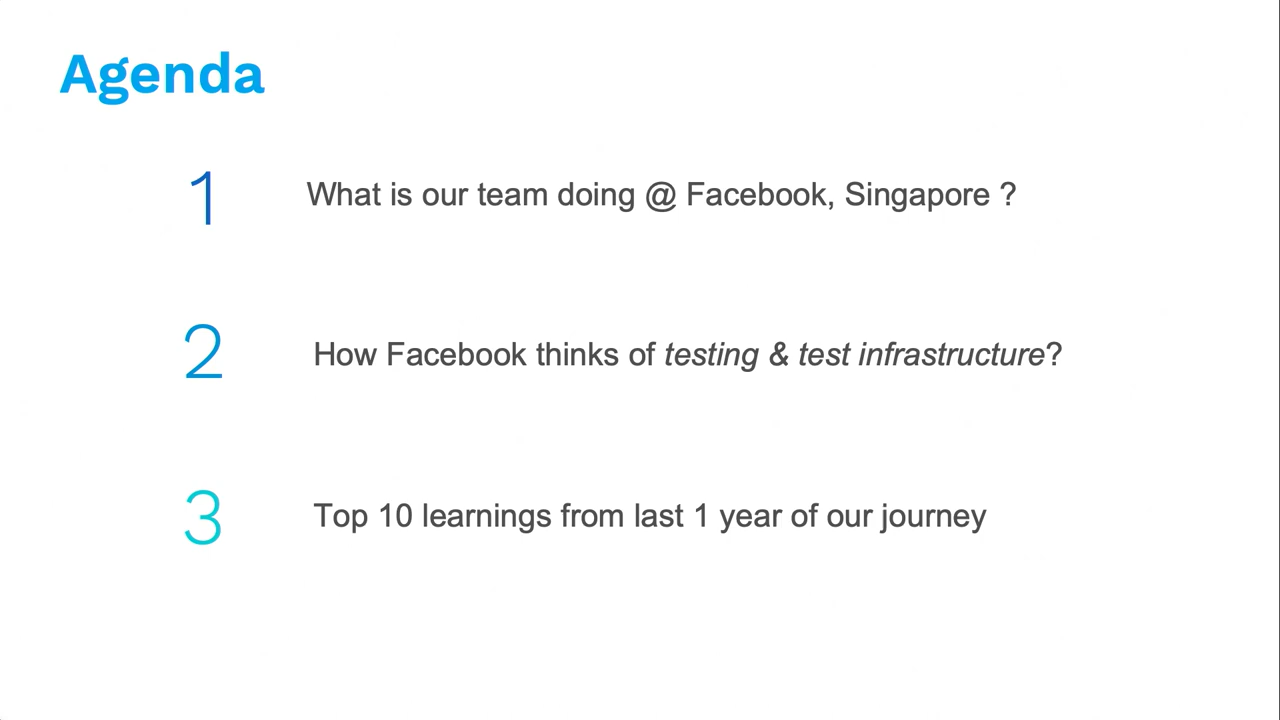 Agenda
1 What is our team doing @ Facebook, Singapore ?
2 How Facebook thinks of testing & test infrastructure?
3 Top 10 learnings from last 1 year of our journey